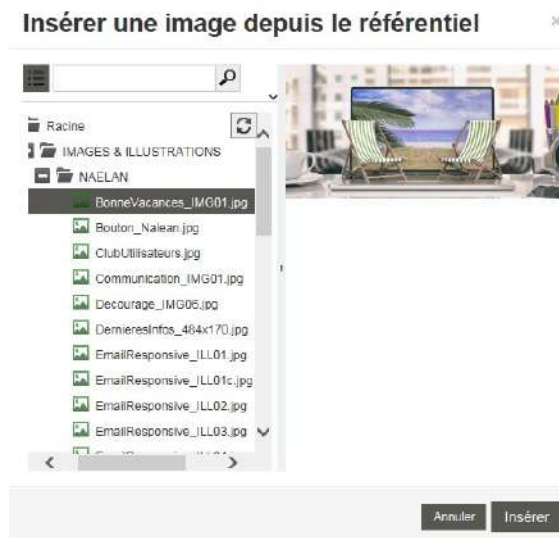 Insérer une image depuis le référentiel
Racine
IMAGES & ILLUSTRATIONS
NAELAN
BonneVacances_IMG01.jpg
Bouton_Nalean.jpg
ClubUtilisateurs.jpg
Communication_IMG01.jpg
Decourage_IMG06.jpg
DernieresInfos_484x170.jpg
EmailResponsive_ILL01.jpg
EmailResponsive_ILL01c.jpg
EmailResponsive_ILL02.jpg
EmailResponsive_ILL03.jpg
Annuler
Insérer